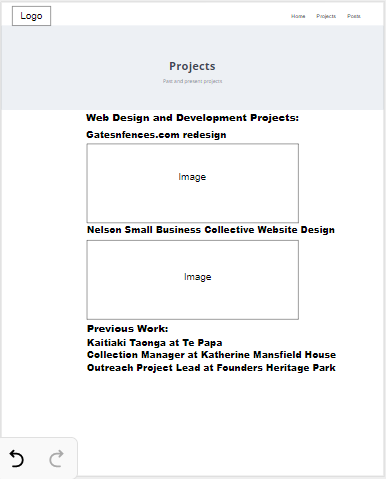 Logo
Home Projects Posts
Projects
Past and present projects
Web Design and Development Projects:
Gatesnfences.com redesign
Image
Nelson Small Business Collective Website Design
Image
Previous Work:
Kaitiaki Taonga at Te Papa
Collection Manager at Katherine Mansfield House
Outreach Project Lead at Founders Heritage Park